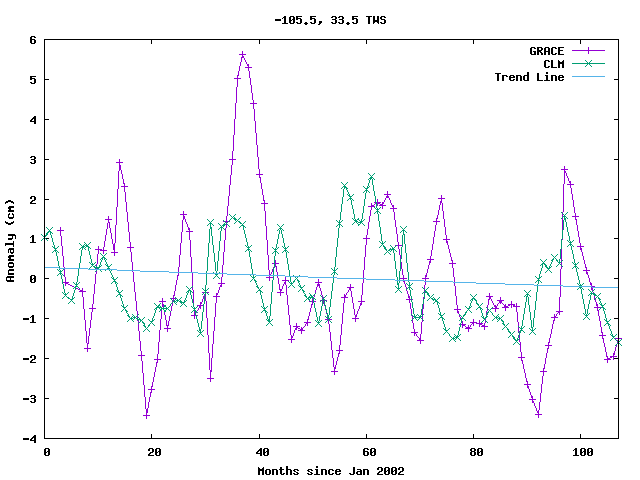 -105.5, 33.5 TWS
GRACE
CLM
Trend Line
Anomaly (cm)
6
5
4
3
2
1
0
-1
-2
-3
-4
0 20 40 60 80 100
Months since Jan 2002